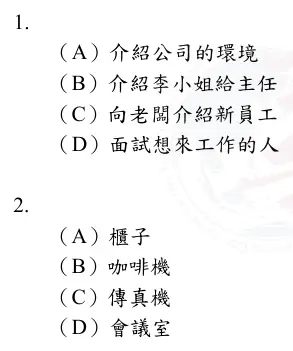 1.
（A）介紹公司的環境
（B）介紹李小姐給主任
（C）向老闆介紹新員工
（D）面試想來工作的人
2.
（A）櫃子
（B）咖啡機
（C）傳真機
（D）會議室